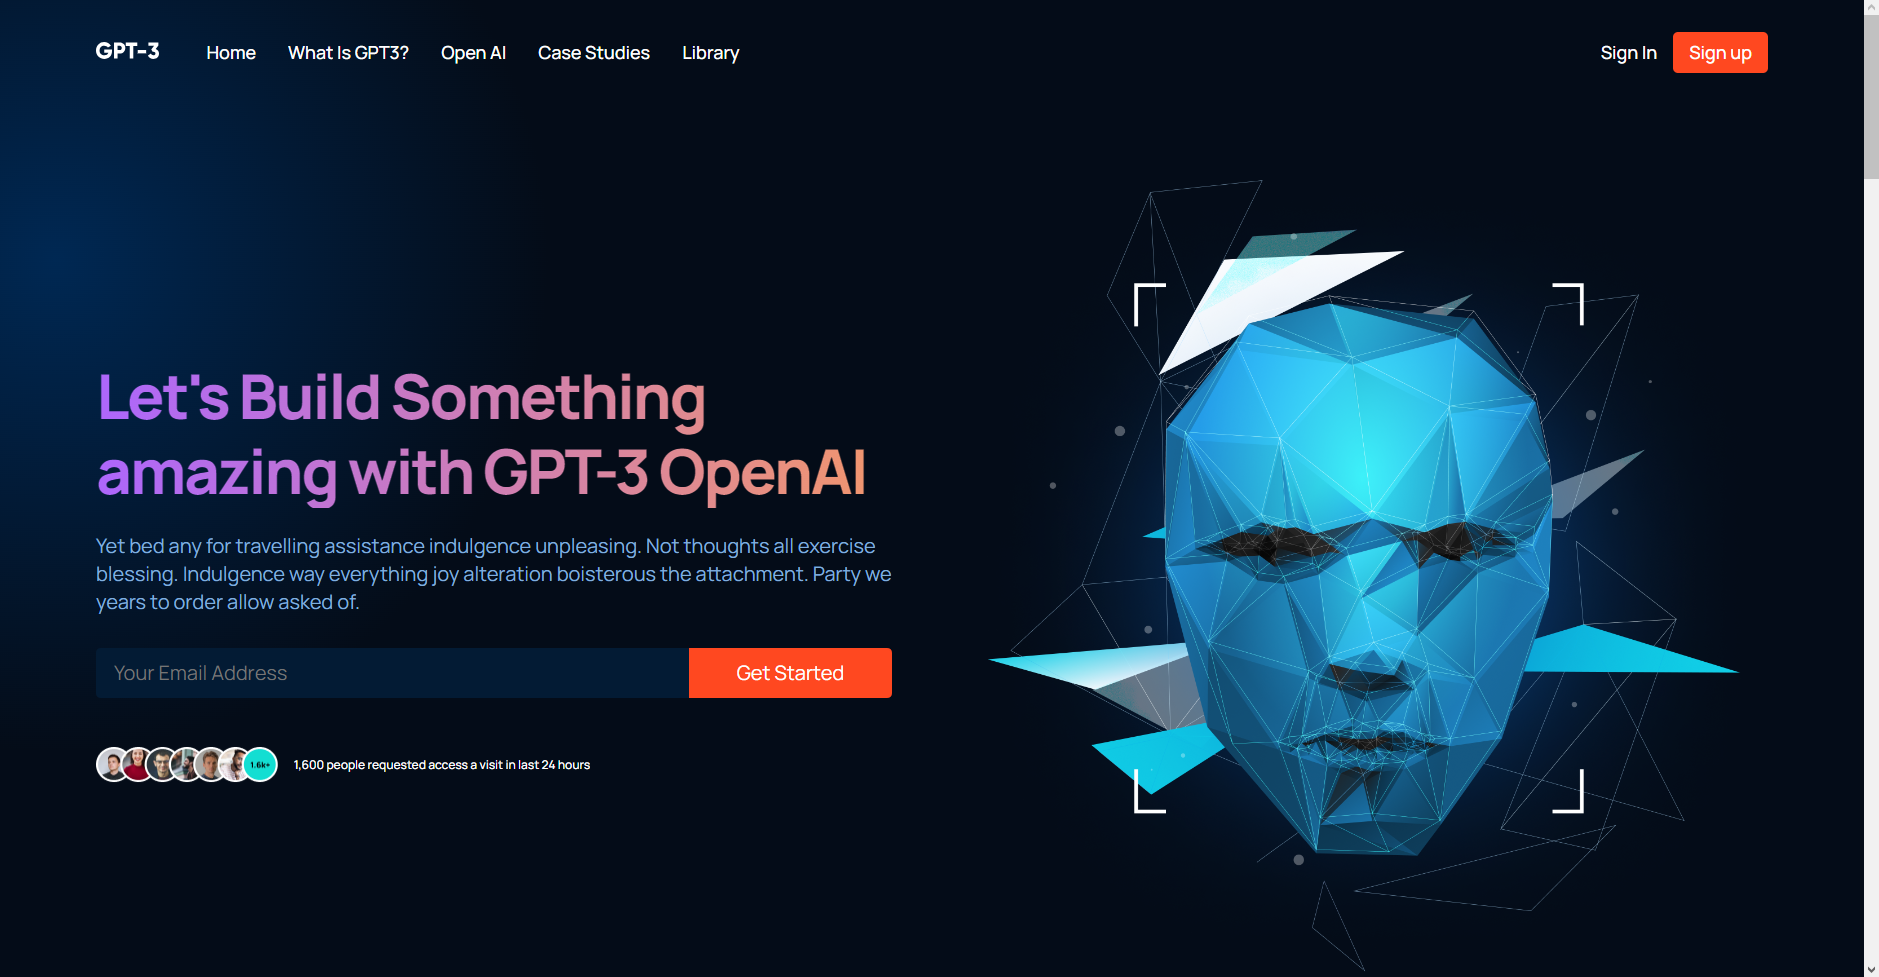 GPT-3 Home What Is GPT3? Open AI Case Studies Library Sign In Sign up
Let's Build Something
amazing with GPT-3 OpenAI
Yet bed any for travelling assistance indulgence unpleasing. Not thoughts all exercise
blessing. Indulgence way everything joy alteration boisterous the attachment. Party we
years to order allow asked of.
Your Email Address Get Started
1.6k+ 1,600 people requested access a visit in last 24 hours